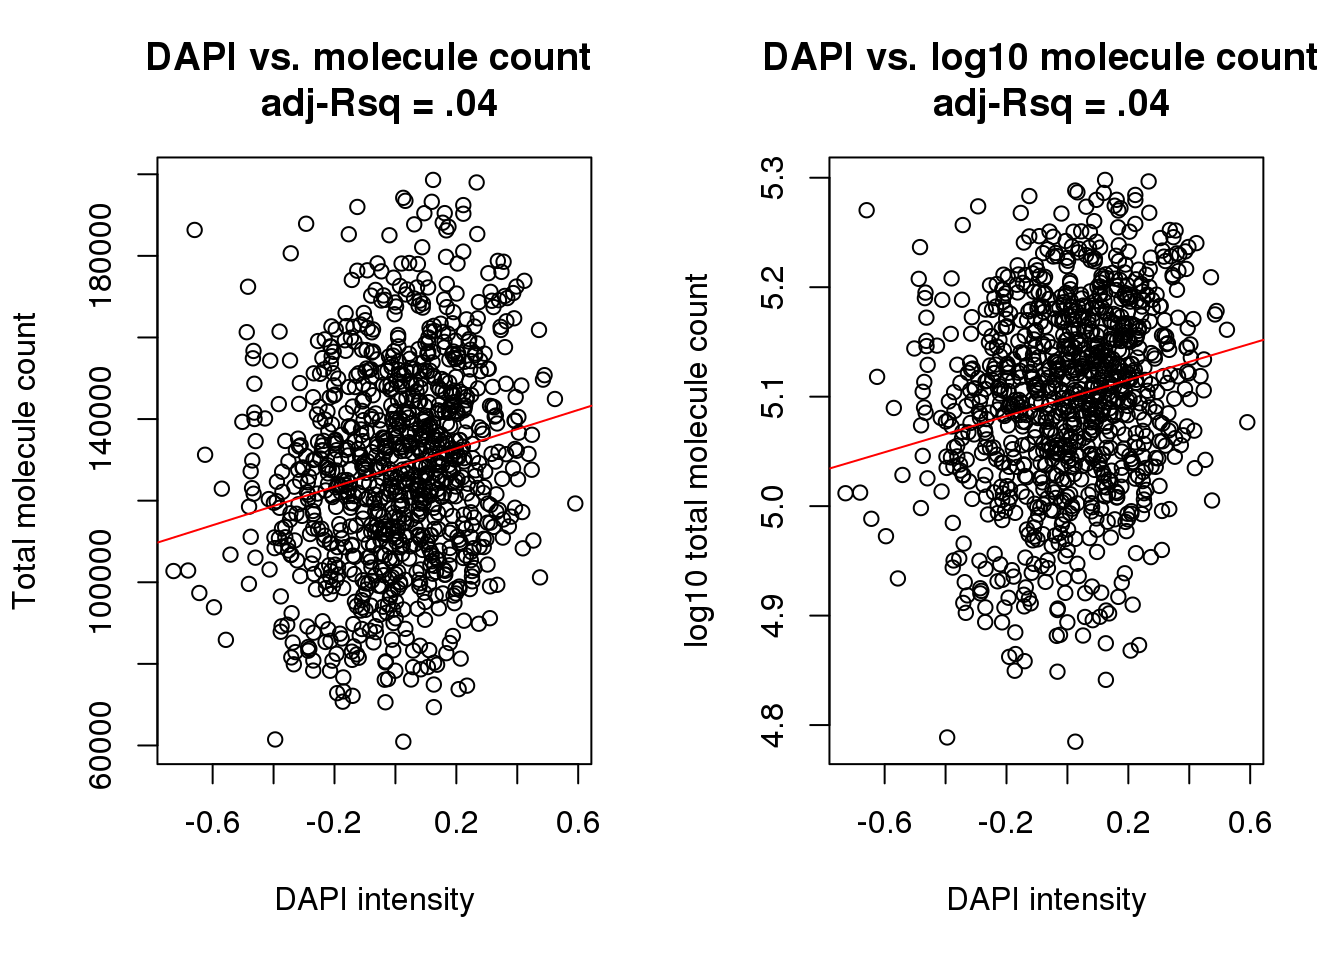 DAPI vs. molecule count
adj-Rsq = .04
Total molecule count
180000
140000
100000
60000
-0.6 -0.2 0.2 0.6
DAPI intensity
DAPI vs. log10 molecule count
adj-Rsq = .04
log10 total molecule count
5.3
5.2
5.1
5.0
4.9
4.8
-0.6 -0.2 0.2 0.6
DAPI intensity